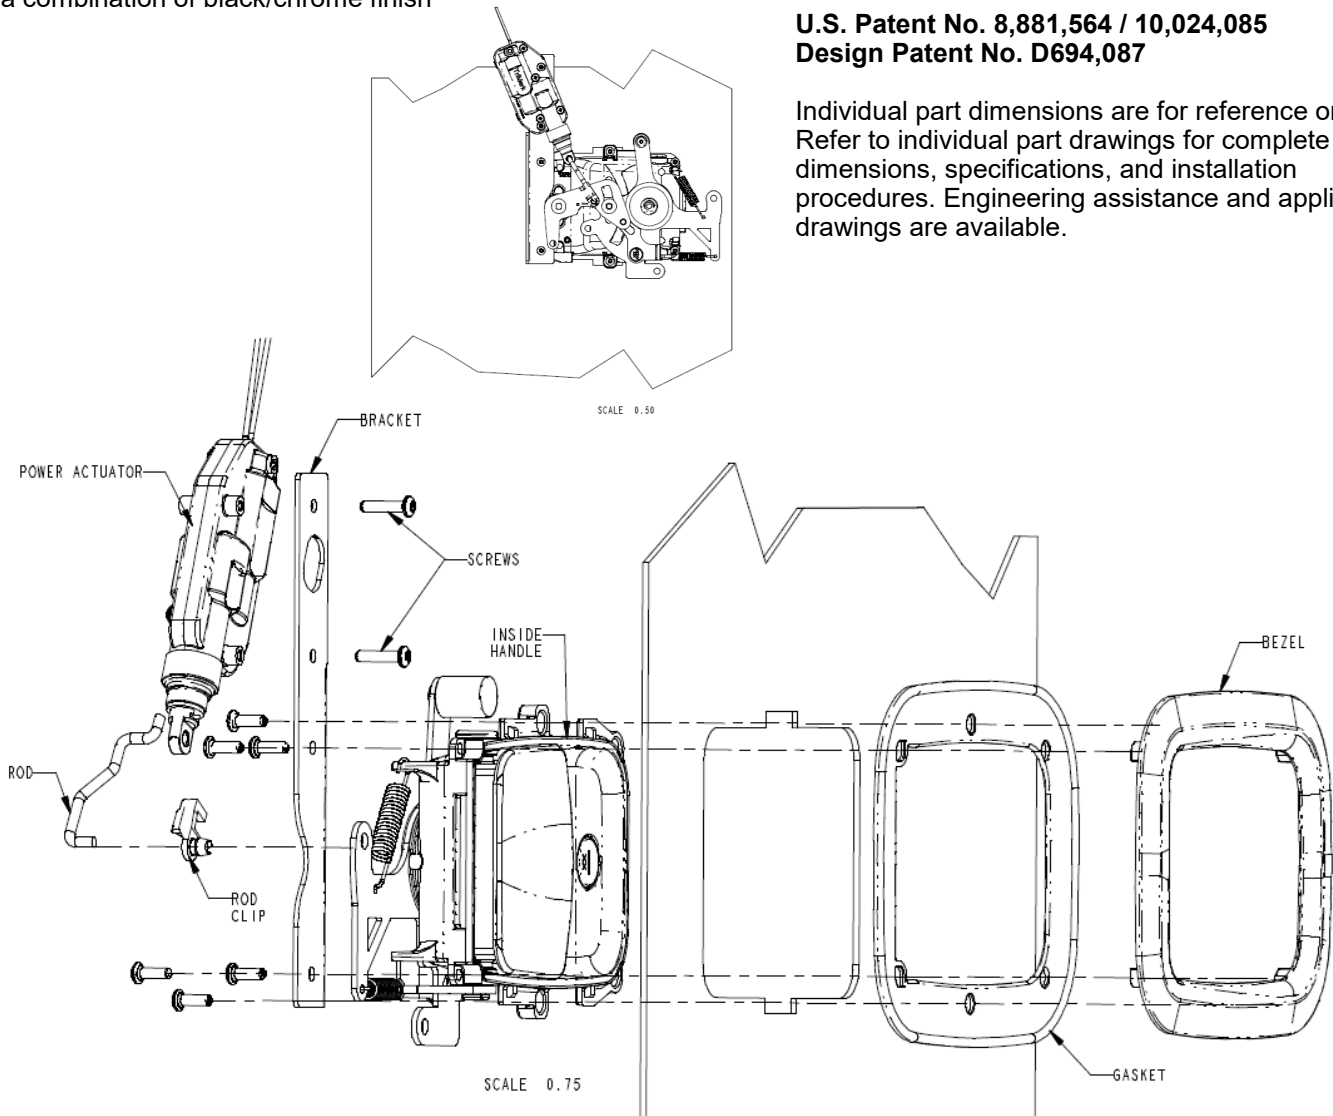 a combination of black/chrome finish
U.S. Patent No. 8,881,564 / 10,024,085
Design Patent No. D694,087
Individual part dimensions are for reference
Refer to individual part drawings for complete
dimensions, specifications, and installation
procedures. Engineering assistance and
drawings are available.
SCALE 0.50
BRACKET
POWER ACTUATOR
SCREWS
INSIDE
HANDLE
BEZEL
ROD
ROD
CLIP
GASKET
SCALE 0.75